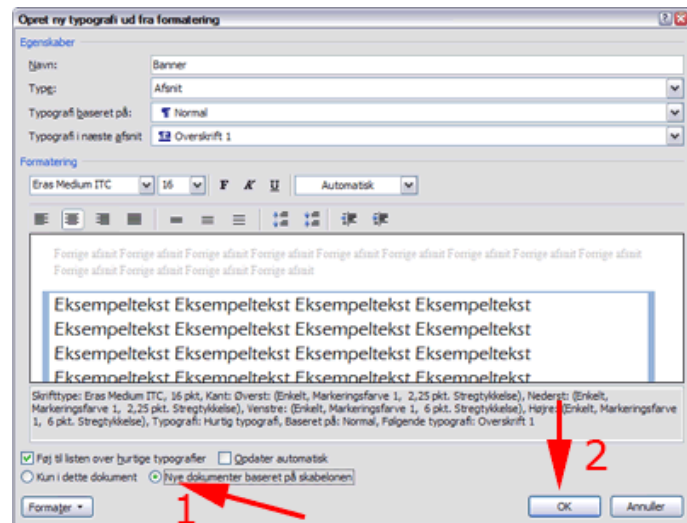 Opret ny typografi ud fra formatering
Egenskaber
Navn: Banner
Type: Afsnit
Typografi baseret på: Normal
Typografi i næste afsnit Overskrift 1
Formatering
Eras Medium ITC 16 F K U Automatisk
Forrige afsnit Forrige afsnit Forrige afsnit Forrige afsnit Forrige afsnit Forrige afsnit Forrige afsnit Forrige afsnit Forrige afsnit
Forrige afsnit Forrige afsnit Forrige afsnit Forrige afsnit
Eksempeltekst Eksempeltekst Eksempeltekst Eksempeltekst
Eksempeltekst Eksempeltekst Eksempeltekst Eksempeltekst
Eksempeltekst Eksempeltekst Eksempeltekst Eksempeltekst
Eksempeltekst Eksempeltekst Eksempeltekst Eksempeltekst
Skrifttype: Eras Medium ITC, 16 pkt, Kant: Øverst: (Enkelt, Markeringsfarve 1, 2,25 pkt. Stregtykkelse), Nederst: (Enkelt,
Markeringsfarve 1, 2,25 pkt. Stregtykkelse), Venstre: (Enkelt, Markeringsfarve 1, 6 pkt. Stregtykkelse), Højre: (Enkelt, Markeringsfarve
1, 6 pkt. Stregtykkelse), Typografi: Hurtig typografi, Baseret på: Normal, Følgende typografi: Overskrift 1
Føj til listen over hurtige typografier Opdater automatisk
Kun i dette dokument Nye dokumenter baseret på skabelonen
1
2
Formater OK Annuller